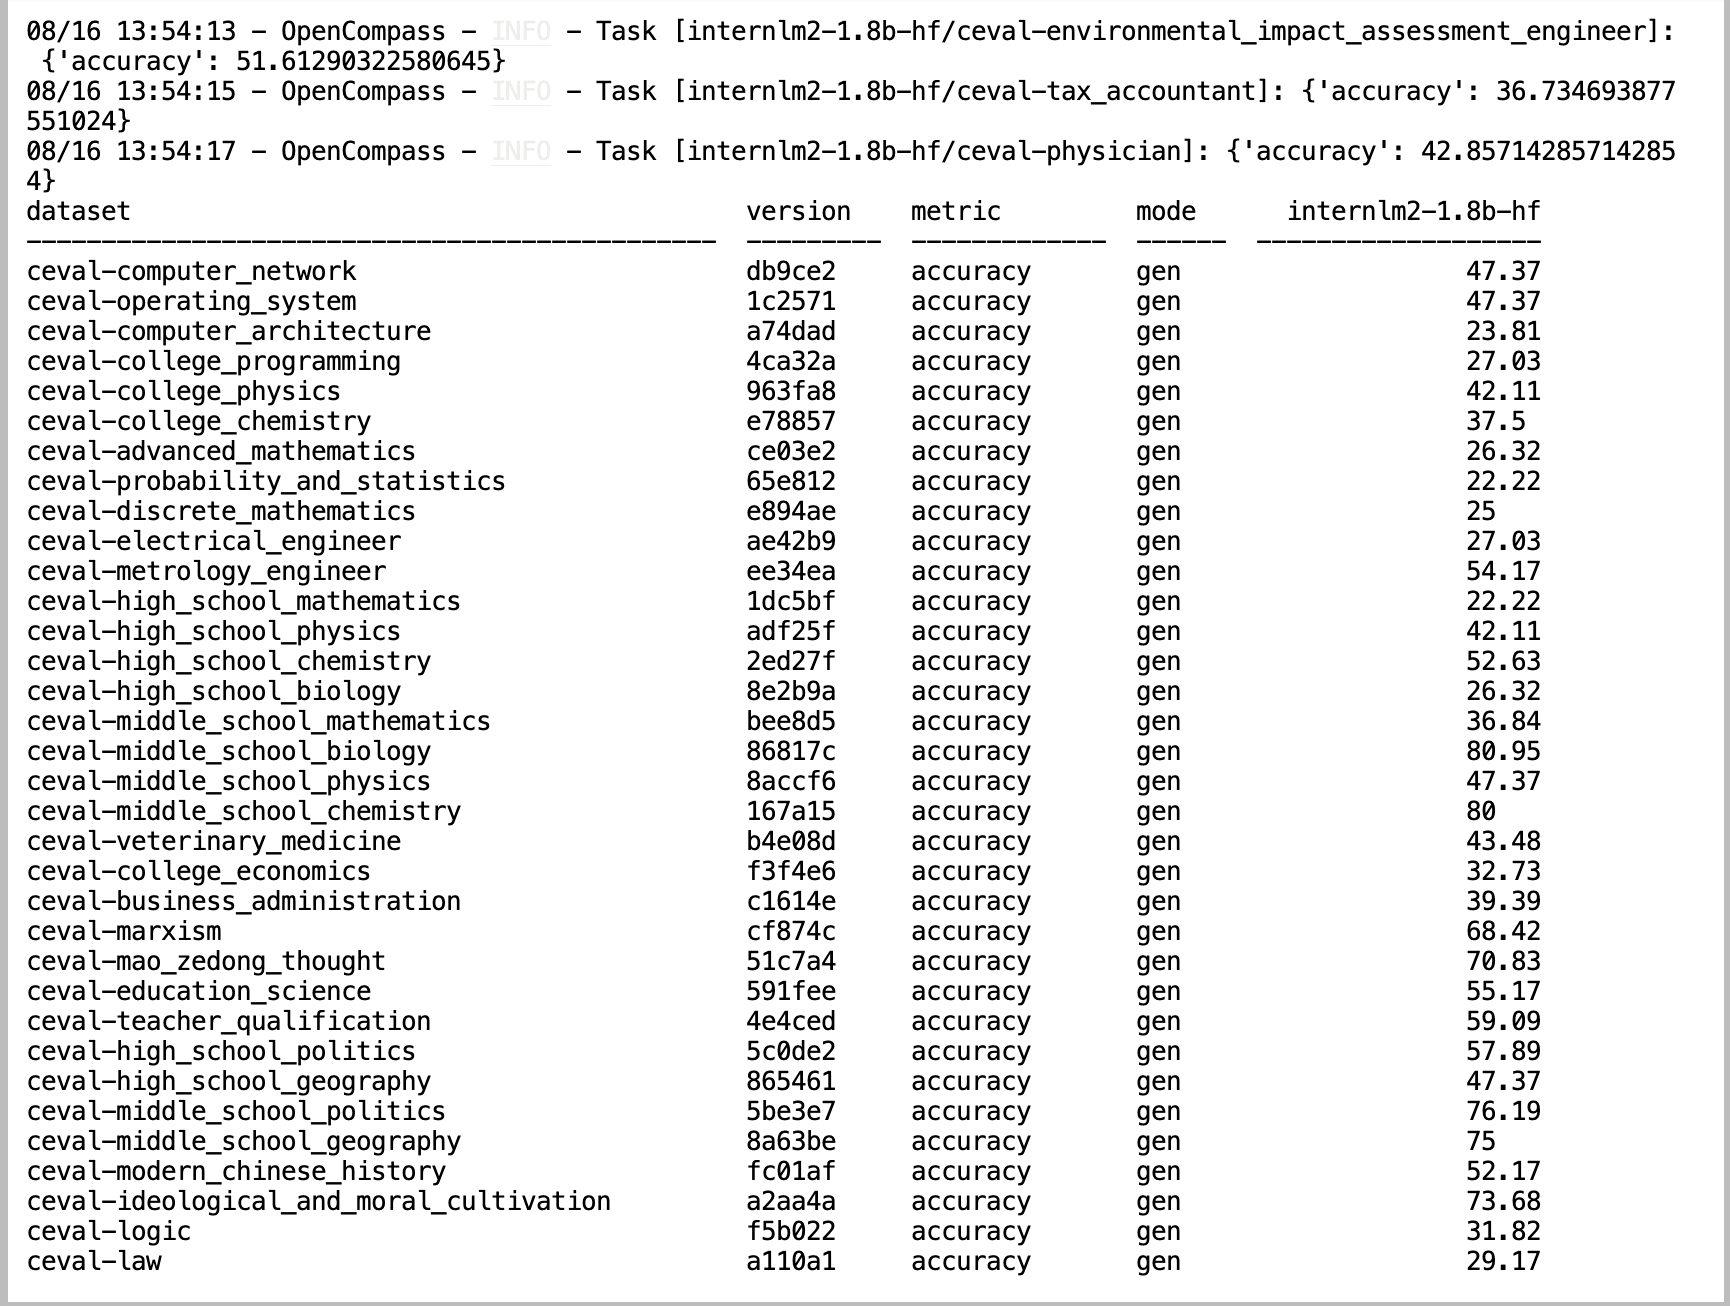 08/16 13:54:13 - OpenCompass - INFO - Task [internlm2-1.8b-hf/ceval-environmental_impact_assessment_engineer]:
{'accuracy': 51.61290322580645}
08/16 13:54:15 - OpenCompass - INFO - Task [internlm2-1.8b-hf/ceval-tax_accountant]: {'accuracy': 36.734693877
551024}
08/16 13:54:17 - OpenCompass - INFO - Task [internlm2-1.8b-hf/ceval-physician]: {'accuracy': 42.85714285714285
4}
dataset version metric mode internlm2-1.8b-hf
---------------------------------------------- --------- ------------- ------ -------------------
ceval-computer_network db9ce2 accuracy gen 47.37
ceval-operating_system 1c2571 accuracy gen 47.37
ceval-computer_architecture a74dad accuracy gen 23.81
ceval-college_programming 4ca32a accuracy gen 27.03
ceval-college_physics 963fa8 accuracy gen 42.11
ceval-college_chemistry e78857 accuracy gen 37.5
ceval-advanced_mathematics ce03e2 accuracy gen 26.32
ceval-probability_and_statistics 65e812 accuracy gen 22.22
ceval-discrete_mathematics e894ae accuracy gen 25
ceval-electrical_engineer ae42b9 accuracy gen 27.03
ceval-metrology_engineer ee34ea accuracy gen 54.17
ceval-high_school_mathematics 1dc5bf accuracy gen 22.22
ceval-high_school_physics adf25f accuracy gen 42.11
ceval-high_school_chemistry 2ed27f accuracy gen 52.63
ceval-high_school_biology 8e2b9a accuracy gen 26.32
ceval-middle_school_mathematics bee8d5 accuracy gen 36.84
ceval-middle_school_biology 86817c accuracy gen 80.95
ceval-middle_school_physics 8accf6 accuracy gen 47.37
ceval-middle_school_chemistry 167a15 accuracy gen 80
ceval-veterinary_medicine b4e08d accuracy gen 43.48
ceval-college_economics f3f4e6 accuracy gen 32.73
ceval-business_administration c1614e accuracy gen 39.39
ceval-marxism cf874c accuracy gen 68.42
ceval-mao_zedong_thought 51c7a4 accuracy gen 70.83
ceval-education_science 591fee accuracy gen 55.17
ceval-teacher_qualification 4e4ced accuracy gen 59.09
ceval-high_school_politics 5c0de2 accuracy gen 57.89
ceval-high_school_geography 865461 accuracy gen 47.37
ceval-middle_school_politics 5be3e7 accuracy gen 76.19
ceval-middle_school_geography 8a63be accuracy gen 75
ceval-modern_chinese_history fc01af accuracy gen 52.17
ceval-ideological_and_moral_cultivation a2aa4a accuracy gen 73.68
ceval-logic f5b022 accuracy gen 31.82
ceval-law a110a1 accuracy gen 29.17